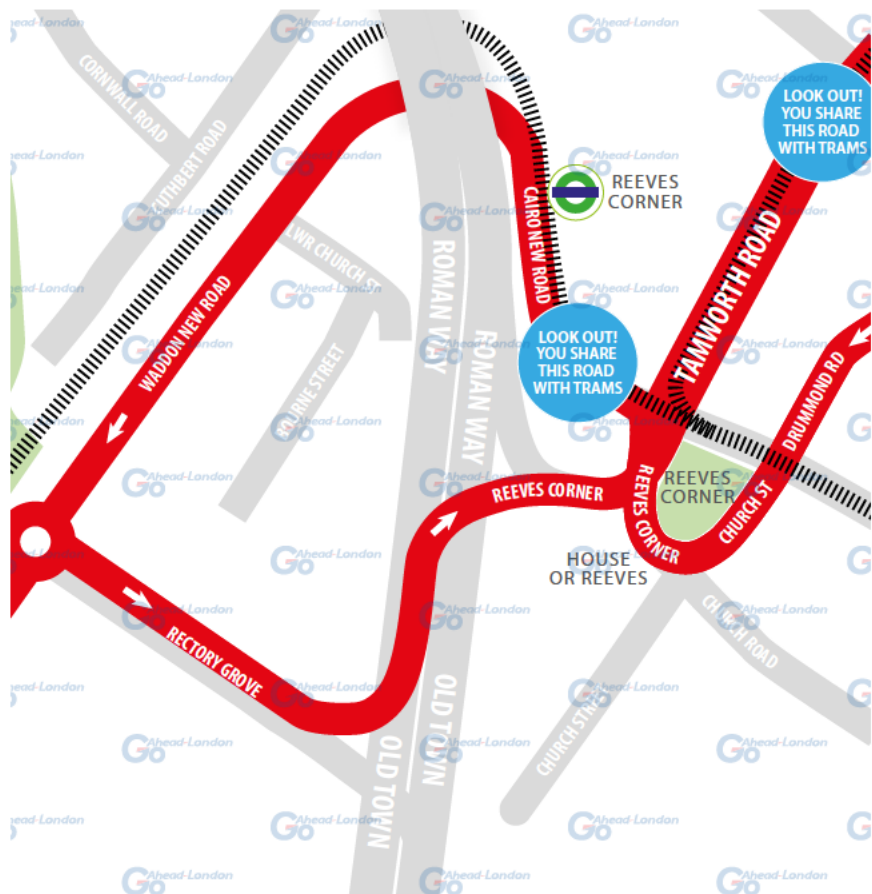 CORNWALL ROAD
CUTHBERT ROAD
LOOK OUT!
YOU SHARE
THIS ROAD
WITH TRAMS
REEVES
CORNER
CAIRO NEW ROAD
TAMWORTH ROAD
LWR CHURCH ST
ROMAN WAY
ROMAN WAY
WADDON NEW ROAD
LOOK OUT!
YOU SHARE
THIS ROAD
WITH TRAMS
DRUMMOND RD
STREET
REEVES
CORNER
REEVES CORNER
REEVES CORNER
CHURCH ST
HOUSE
OR REEVES
RECTORY GROVE
CHURCH ROAD
CHURCH STREET
OLD TOWN
OLD TOWN
Go Ahead-London